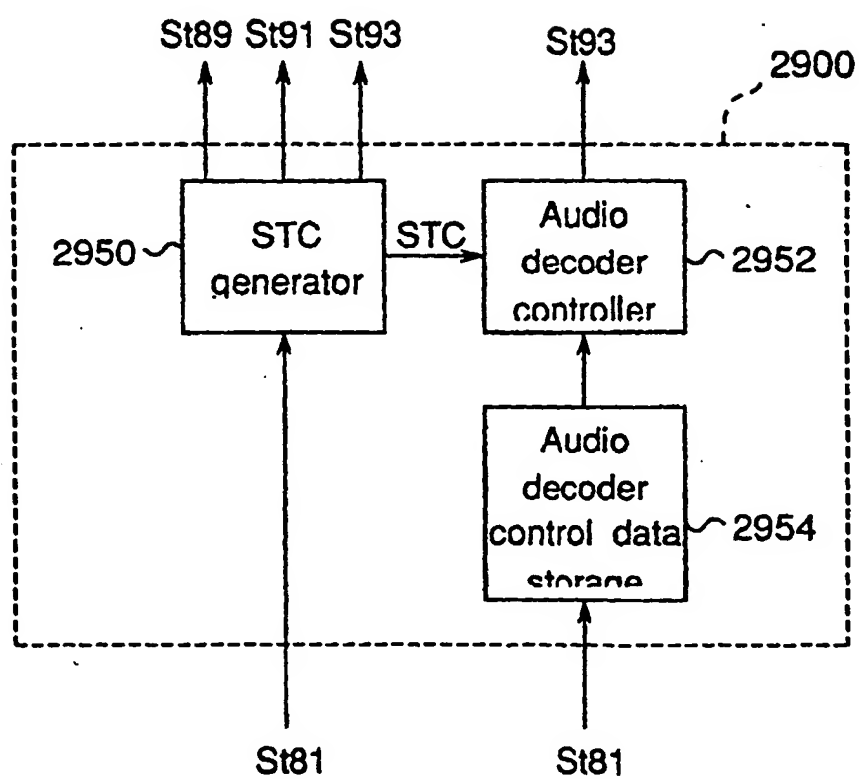 St89 St91 St93
St93
2900
2950
STC
generator
STC
Audio
decoder
controller
2952
Audio
decoder
control data
storage
2954
St81
St81